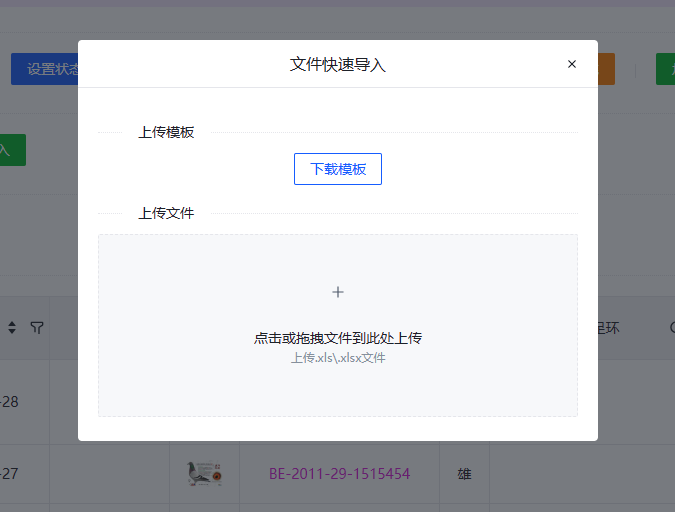 文件快速导入
设置状态
入
上传模板
下载模板
上传文件
点击或拖拽文件到此处上传
上传.xls\.xlsx文件
足环
-28
-27
BE-2011-29-1515454
雄